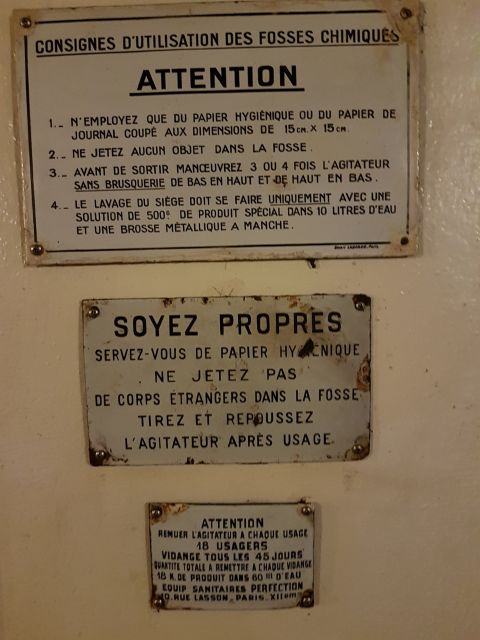 CONSIGNES D'UTILISATION DES FOSSES CHIMIQUES
ATTENTION
1._ N'EMPLOYEZ QUE DU PAPIER HYGIÉNIQUE OU DU PAPIER DE
JOURNAL COUPÉ AUX DIMENSIONS DE 15cm. X 15cm.
2._ NE JETEZ AUCUN OBJET DANS LA FOSSE.
3._ AVANT DE SORTIR MANŒUVREZ 3 OU 4 FOIS L'AGITATEUR
SANS BRUSQUERIE DE BAS EN HAUT ET DE HAUT EN BAS.
4._ LE LAVAGE DU SIÈGE DOIT SE FAIRE UNIQUEMENT AVEC UNE
SOLUTION DE 500g. DE PRODUIT SPÉCIAL DANS 10 LITRES D'EAU
ET UNE BROSSE MÉTALLIQUE A MANCHE.
SOYEZ PROPRES
SERVEZ-VOUS DE PAPIER HYGIÉNIQUE
NE JETEZ PAS
DE CORPS ÉTRANGERS DANS LA FOSSE
TIREZ ET REPOUSSEZ
L'AGITATEUR APRÈS USAGE
ATTENTION
REMUER L'AGITATEUR A CHAQUE USAGE
18 USAGERS
VIDANGE TOUS LES 45 JOURS
QUANTITE TOTALE A REMETTRE A CHAQUE VIDANGE
18 K. DE PRODUIT DANS 60 lit D'EAU
EQUIP SANITAIRES PERFECTION
10. RUE LASSON. PARIS. XIIeme